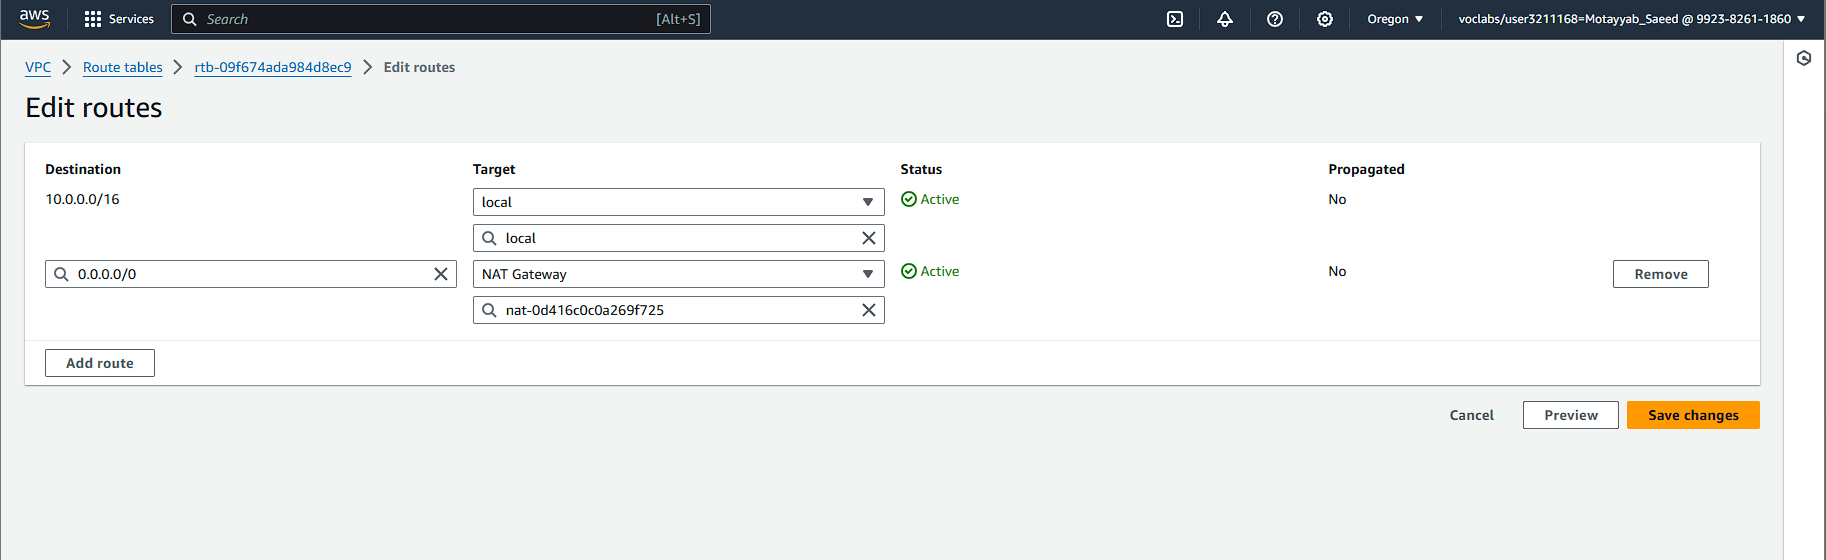 aws Services Search [Alt+S] Oregon voclabs/user3211168=Motayyab_Saeed @ 9923-8261-1860
VPC Route tables rtb-09f674ada984d8ec9 Edit routes
Edit routes
Destination Target Status Propagated
10.0.0.0/16 local Active No
local
0.0.0.0/0 NAT Gateway Active No Remove
nat-0d416c0c0a269f725
Add route
Cancel Preview Save changes